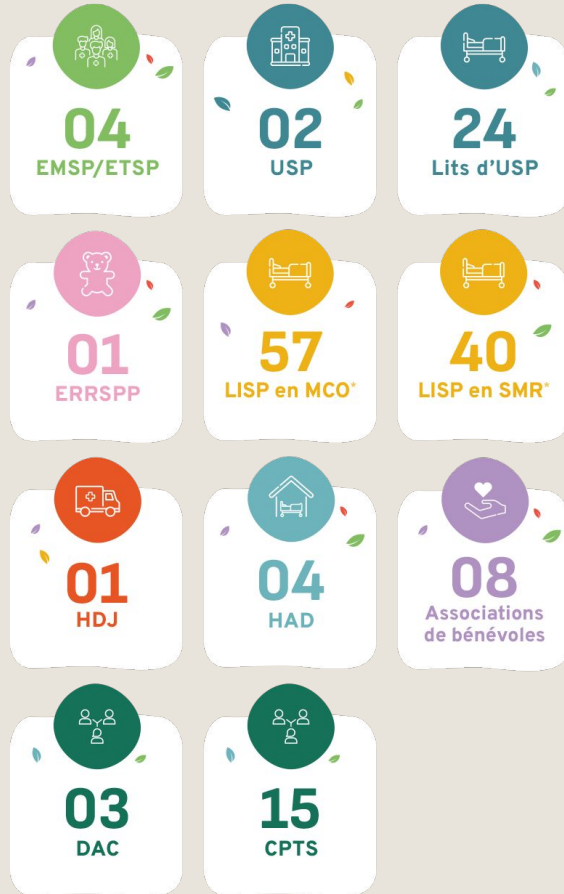 04
EMSP/ETSP
02
USP
24
Lits d'USP
01
ERRSPP
57
LISP en MCO*
40
LISP en SMR*
01
HDJ
04
HAD
08
Associations
de bénévoles
03
DAC
15
CPTS